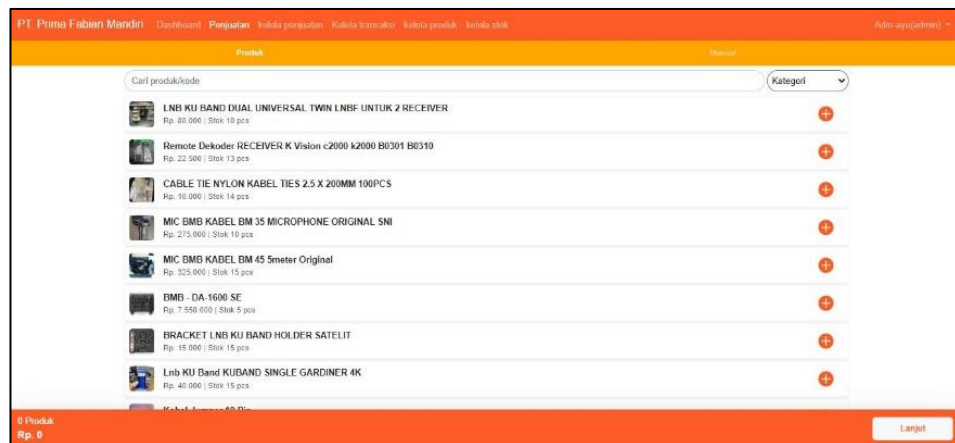 PT. Prima Fabian Mandiri Dashboard Penjualan kelola penjualan Kelola transaksi kelola produk kelola stok Arins ayu(admin)
Produk Manual
Cari produk/kode Kategori
LNB KU BAND DUAL UNIVERSAL TWIN LNBF UNTUK 2 RECEIVER
Rp. 80.000 | Stok 10 pcs
Remote Dekoder RECEIVER K Vision c2000 k2000 B0301 B0310
Rp. 22.500 | Stok 13 pcs
CABLE TIE NYLON KABEL TIES 2.5 X 200MM 100PCS
Rp. 10.000 | Stok 14 pcs
MIC BMB KABEL BM 35 MICROPHONE ORIGINAL SNI
Rp. 275.000 | Stok 10 pcs
MIC BMB KABEL BM 45 5meter Original
Rp. 325.000 | Stok 15 pcs
BMB - DA-1600 SE
Rp. 7.550.000 | Stok 5 pcs
BRACKET LNB KU BAND HOLDER SATELIT
Rp. 15.000 | Stok 15 pcs
Lnb KU Band KUBAND SINGLE GARDINER 4K
Rp. 40.000 | Stok 15 pcs
0 Produk
Rp. 0
Lanjut